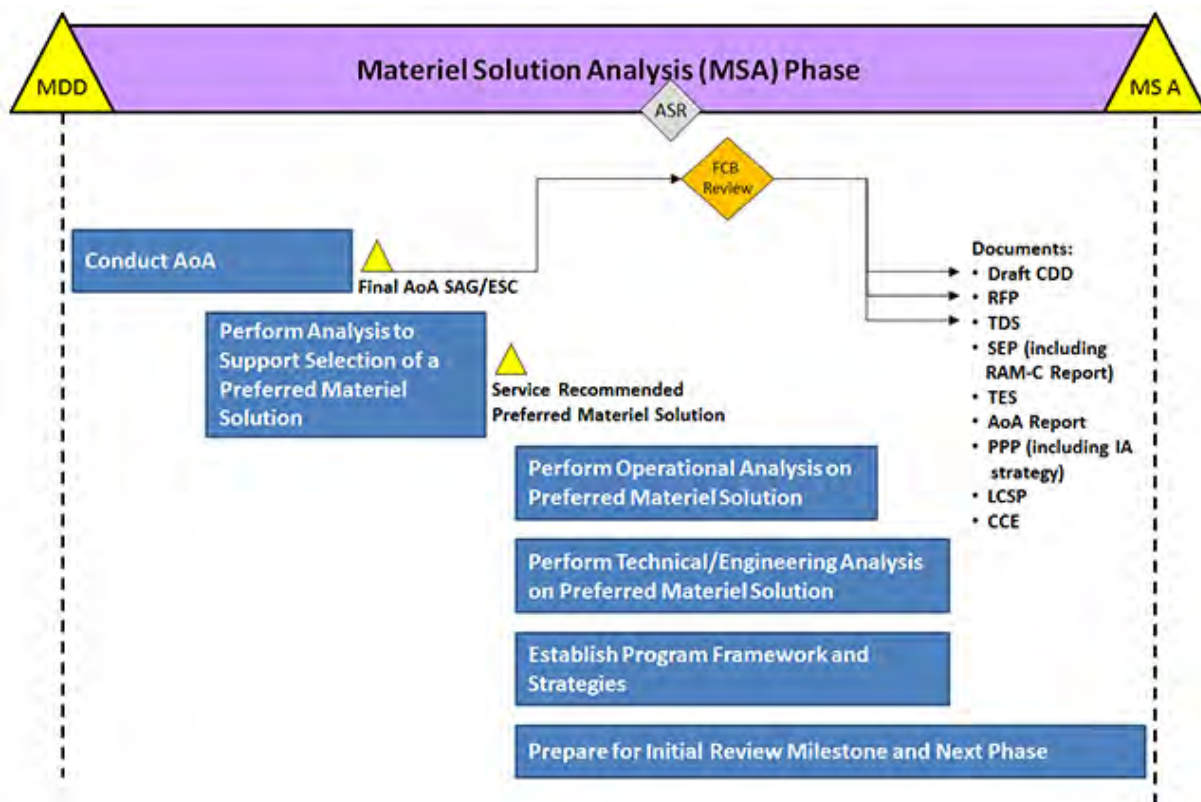 Materiel Solution Analysis (MSA) Phase
MDD
MS A
ASR
FCB
Review
Conduct AoA
Final AoA SAG/ESC
Perform Analysis to
Support Selection of a
Preferred Materiel
Solution
Service Recommended
Preferred Materiel Solution
Documents:
• Draft CDD
• RFP
• TDS
• SEP (including
RAM-C Report)
• TES
• AoA Report
• PPP (including IA
strategy)
• LCSP
• CCE
Perform Operational Analysis on
Preferred Materiel Solution
Perform Technical/Engineering Analysis
on Preferred Materiel Solution
Establish Program Framework and
Strategies
Prepare for Initial Review Milestone and Next Phase